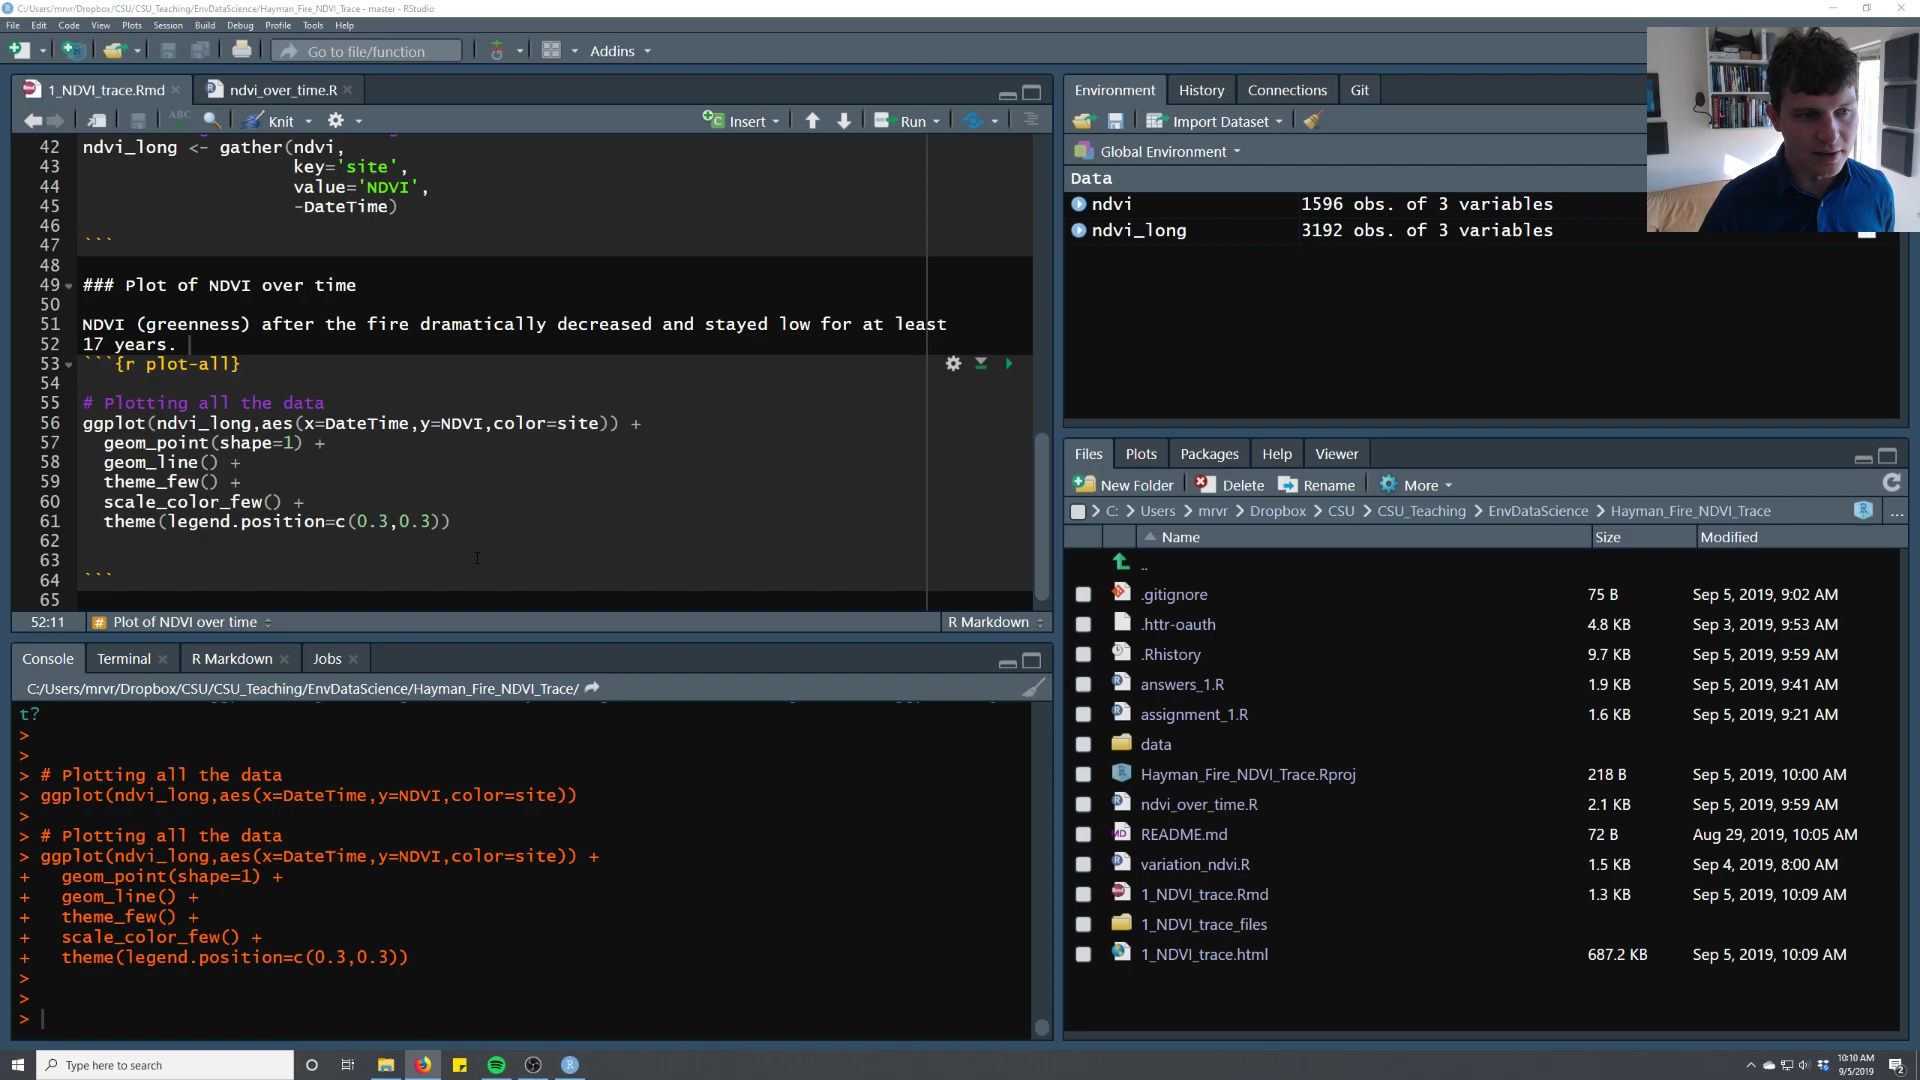 C:/Users/mrvr/Dropbox/CSU/CSU_Teaching/EnvDataScience/Hayman_Fire_NDVI_Trace - master - RStudio
File Edit Code View Plots Session Build Debug Profile Tools Help
Go to file/function Addins
1_NDVI_trace.Rmd ndvi_over_time.R
ABC Knit Insert Run
42 ndvi_long <- gather(ndvi,
43 key='site',
44 value='NDVI',
45 -DateTime)
46
47 ```
48
49 ### Plot of NDVI over time
50
51 NDVI (greenness) after the fire dramatically decreased and stayed low for at least
52 17 years.
53 ```{r plot-all}
54
55 # Plotting all the data
56 ggplot(ndvi_long,aes(x=DateTime,y=NDVI,color=site)) +
57 geom_point(shape=1) +
58 geom_line() +
59 theme_few() +
60 scale_color_few() +
61 theme(legend.position=c(0.3,0.3))
62
63
64 ```
65
52:11 # Plot of NDVI over time R Markdown
Console Terminal R Markdown Jobs
C:/Users/mrvr/Dropbox/CSU/CSU_Teaching/EnvDataScience/Hayman_Fire_NDVI_Trace/
t?
>
>
> # Plotting all the data
> ggplot(ndvi_long,aes(x=DateTime,y=NDVI,color=site))
>
> # Plotting all the data
> ggplot(ndvi_long,aes(x=DateTime,y=NDVI,color=site)) +
+ geom_point(shape=1) +
+ geom_line() +
+ theme_few() +
+ scale_color_few() +
+ theme(legend.position=c(0.3,0.3))
>
>
>
Environment History Connections Git
Import Dataset
Global Environment
Data
ndvi 1596 obs. of 3 variables
ndvi_long 3192 obs. of 3 variables
Files Plots Packages Help Viewer
New Folder Delete Rename More
> C: > Users > mrvr > Dropbox > CSU > CSU_Teaching > EnvDataScience > Hayman_Fire_NDVI_Trace ...
Name Size Modified
..
.gitignore 75 B Sep 5, 2019, 9:02 AM
.httr-oauth 4.8 KB Sep 3, 2019, 9:53 AM
.Rhistory 9.7 KB Sep 5, 2019, 9:59 AM
answers_1.R 1.9 KB Sep 5, 2019, 9:41 AM
assignment_1.R 1.6 KB Sep 5, 2019, 9:21 AM
data
Hayman_Fire_NDVI_Trace.Rproj 218 B Sep 5, 2019, 10:00 AM
ndvi_over_time.R 2.1 KB Sep 5, 2019, 9:59 AM
README.md 72 B Aug 29, 2019, 10:05 AM
variation_ndvi.R 1.5 KB Sep 4, 2019, 8:00 AM
1_NDVI_trace.Rmd 1.3 KB Sep 5, 2019, 10:09 AM
1_NDVI_trace_files
1_NDVI_trace.html 687.2 KB Sep 5, 2019, 10:09 AM
Type here to search
10:10 AM
9/5/2019